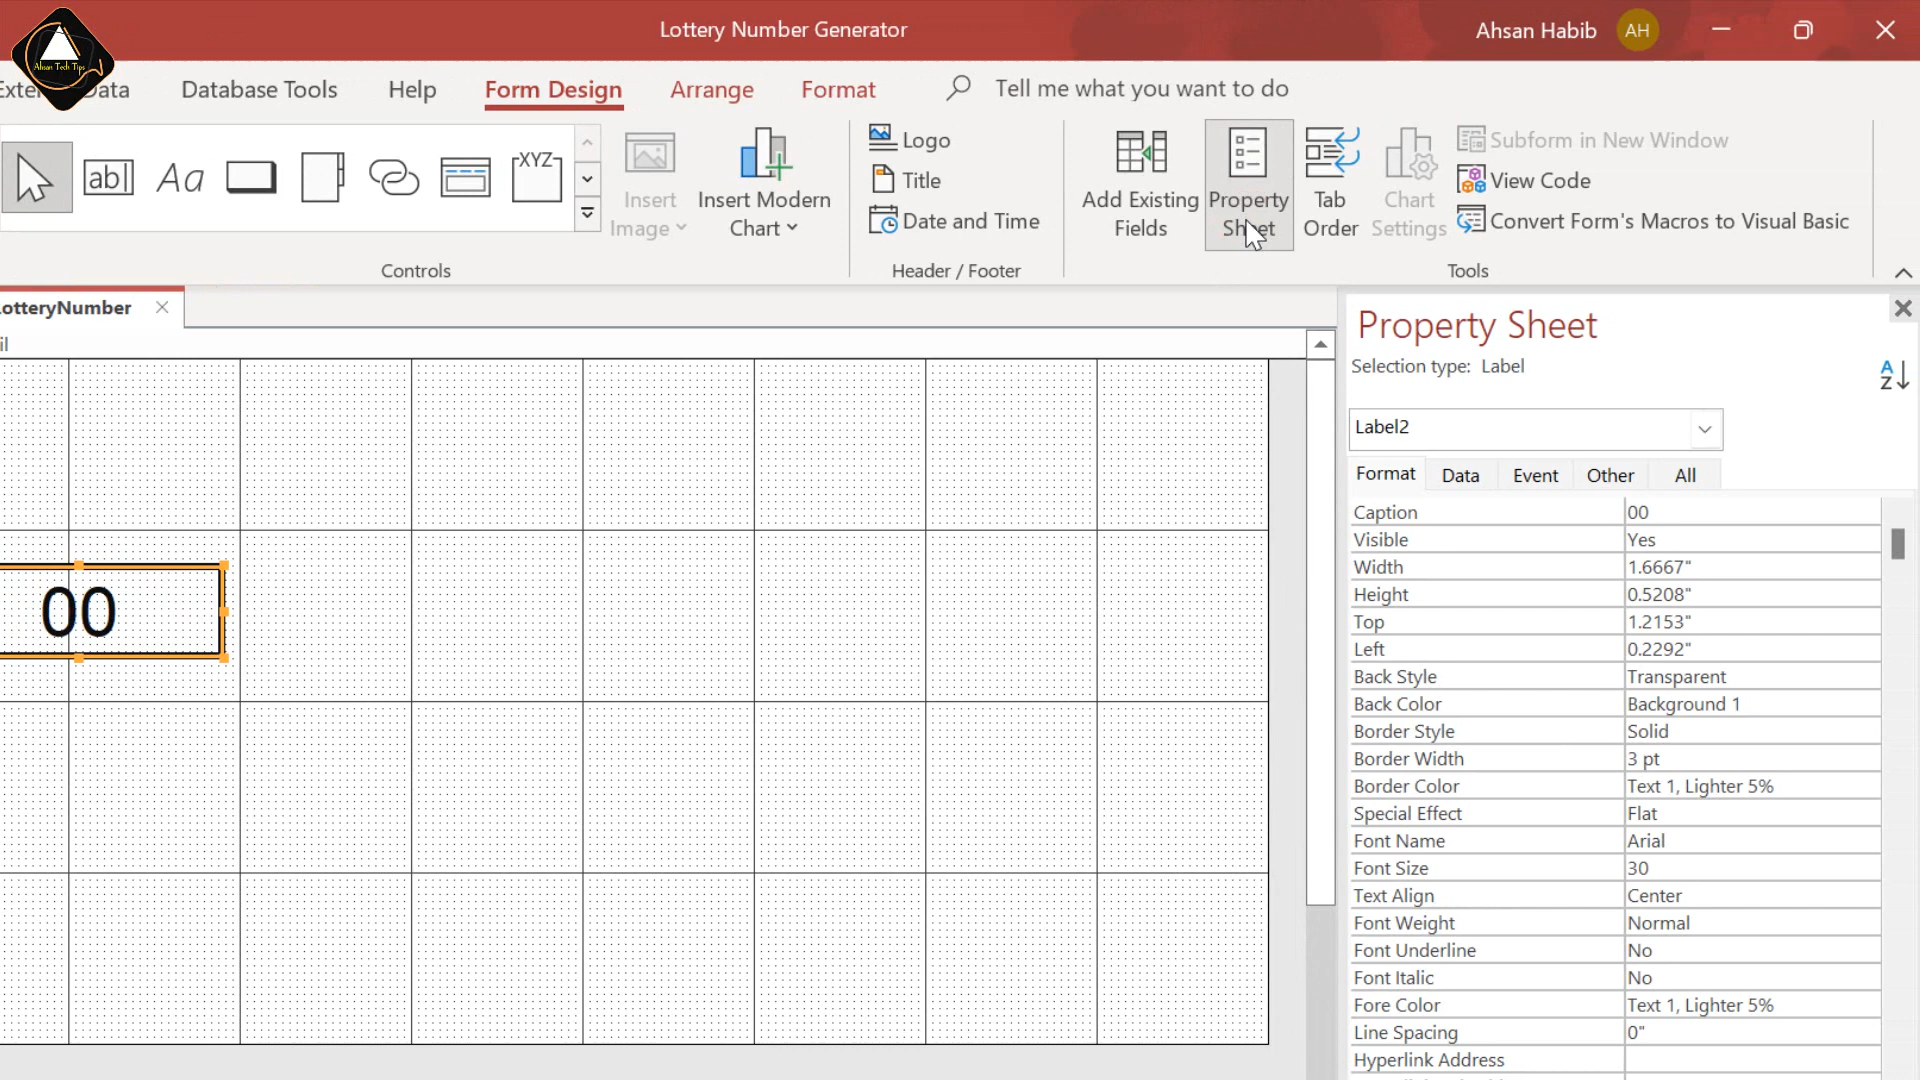 Lottery Number Generator
Ahsan Habib
AH
Ahsan Tech Tips
Database Tools
Help
Form Design
Arrange
Format
Tell me what you want to do
ab|
Aa
XYZ
Insert
Image
Insert Modern
Chart
Controls
Logo
Title
Date and Time
Header / Footer
Add Existing
Fields
Property
Sheet
Tab
Order
Chart
Settings
Subform in New Window
View Code
Convert Form's Macros to Visual Basic
Tools
otteryNumber
il
00
Property Sheet
Selection type: Label
A
Z
Label2
Format Data Event Other All
Caption 00
Visible Yes
Width 1.6667"
Height 0.5208"
Top 1.2153"
Left 0.2292"
Back Style Transparent
Back Color Background 1
Border Style Solid
Border Width 3 pt
Border Color Text 1, Lighter 5%
Special Effect Flat
Font Name Arial
Font Size 30
Text Align Center
Font Weight Normal
Font Underline No
Font Italic No
Fore Color Text 1, Lighter 5%
Line Spacing 0"
Hyperlink Address